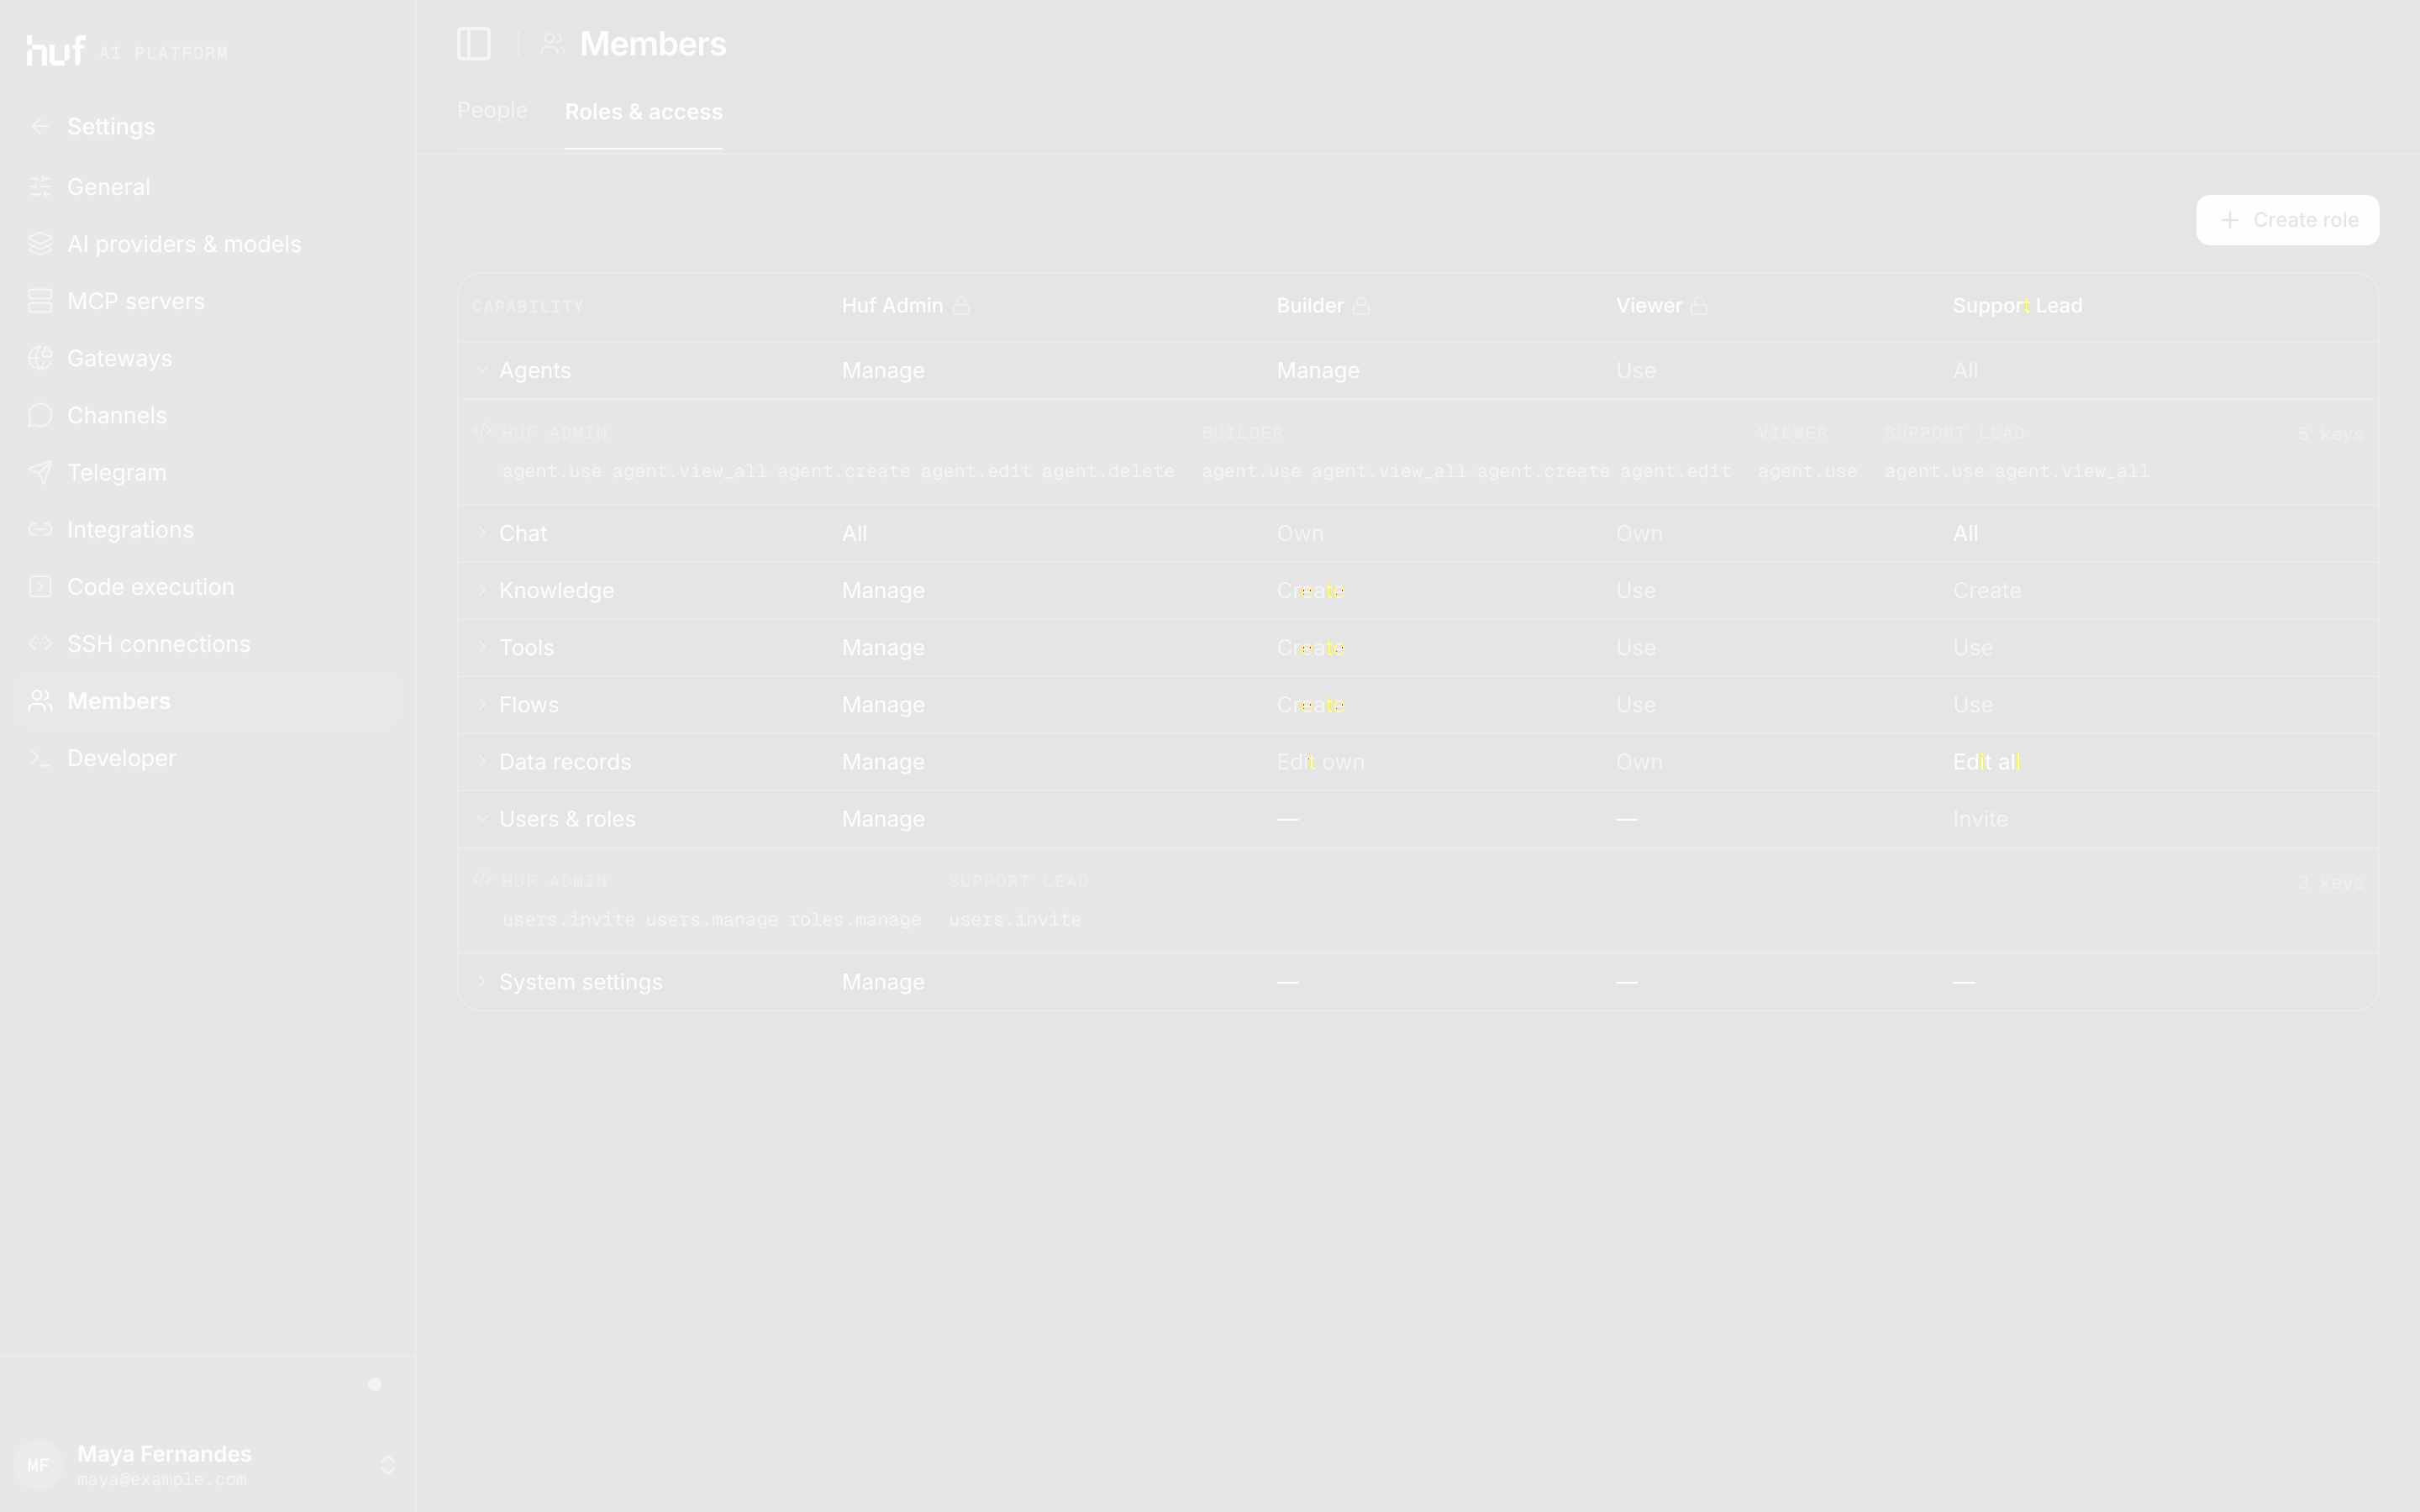 huf AI PLATFORM
Settings
General
AI providers & models
MCP servers
Gateways
Channels
Telegram
Integrations
Code execution
SSH connections
Members
Developer
MF Maya Fernandes
maya@example.com
Members
People Roles & access
Create role
CAPABILITY Huf Admin Builder Viewer Support Lead
Agents Manage Manage Use All
HUF ADMIN BUILDER VIEWER SUPPORT LEAD 5 keys
agent.use agent.view_all agent.create agent.edit agent.delete agent.use agent.view_all agent.create agent.edit agent.use agent.use agent.view_all
Chat All Own Own All
Knowledge Manage Create Use Create
Tools Manage Create Use Use
Flows Manage Create Use Use
Data records Manage Edit own Own Edit all
Users & roles Manage — — Invite
HUF ADMIN SUPPORT LEAD 3 keys
users.invite users.manage roles.manage users.invite
System settings Manage — — —